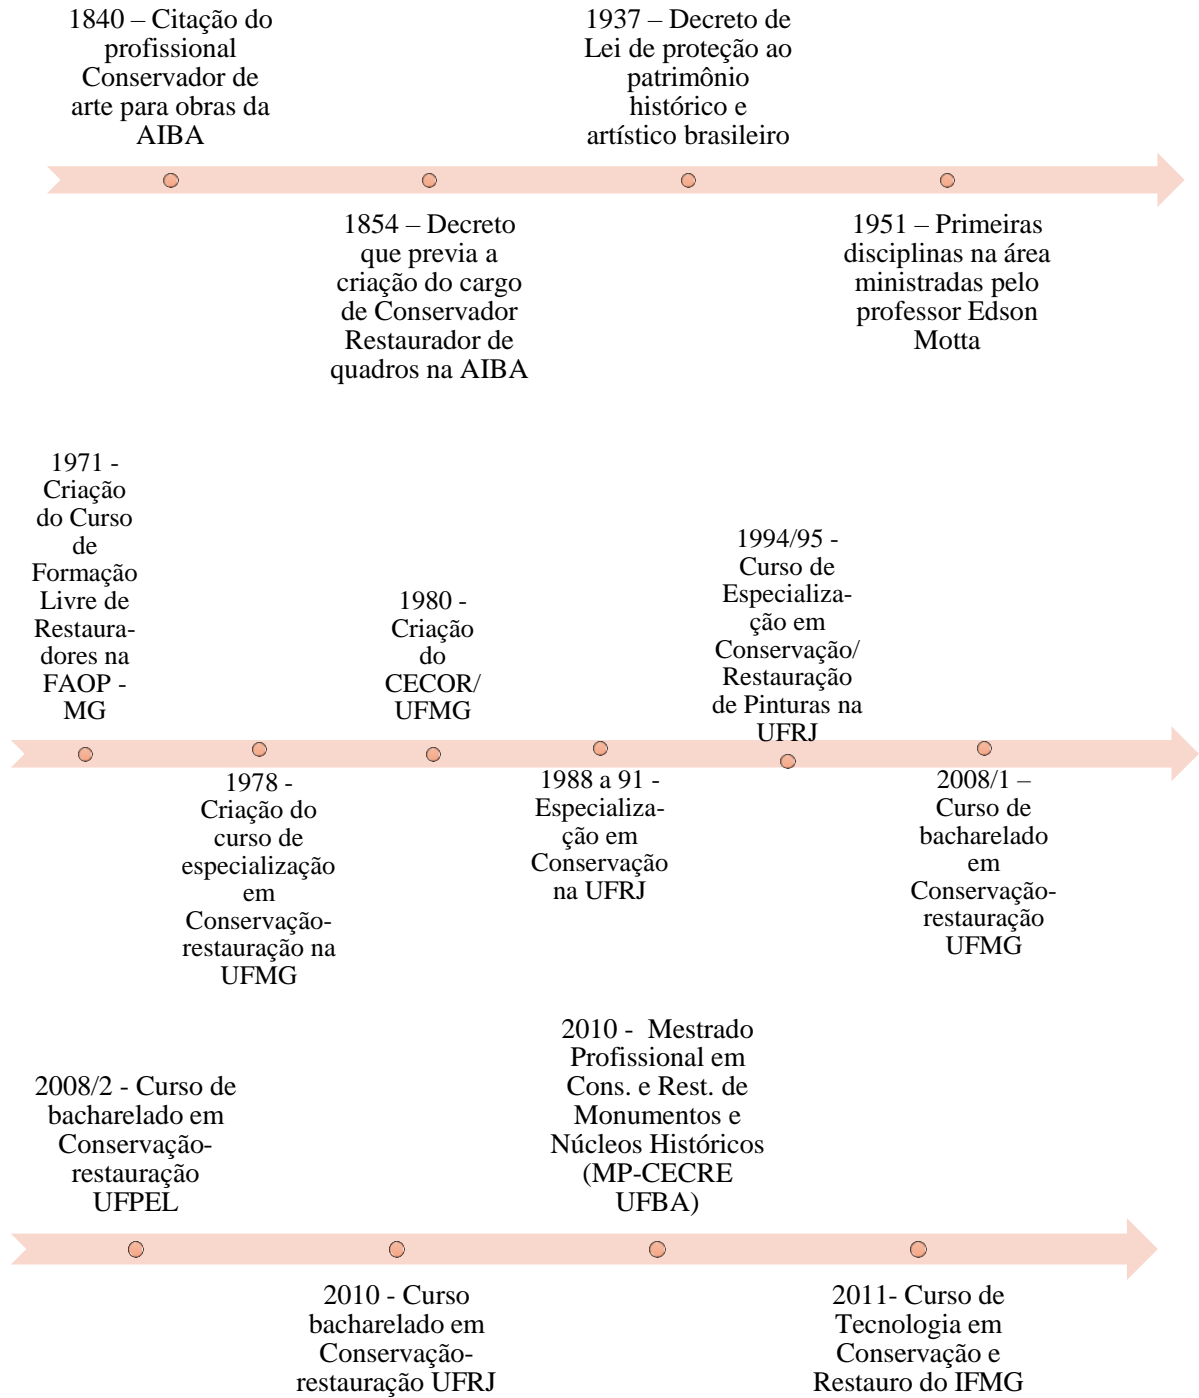 1840 – Citação do
profissional
Conservador de
arte para obras da
AIBA
1854 – Decreto
que previa a
criação do cargo
de Conservador
Restaurador de
quadros na AIBA
1937 – Decreto de
Lei de proteção ao
patrimônio
histórico e
artístico brasileiro
1951 – Primeiras
disciplinas na área
ministradas pelo
professor Edson
Motta
1971 -
Criação
do Curso
de
Formação
Livre de
Restaura-
dores na
FAOP -
MG
1978 -
Criação do
curso de
especialização
em
Conservação-
restauração na
UFMG
1980 -
Criação
do
CECOR/
UFMG
1988 a 91 -
Especializa-
ção em
Conservação
na UFRJ
1994/95 -
Curso de
Especializa-
ção em
Conservação/
Restauração
de Pinturas na
UFRJ
2008/1 –
Curso de
bacharelado
em
Conservação-
restauração
UFMG
2008/2 - Curso de
bacharelado em
Conservação-
restauração
UFPEL
2010 - Curso
bacharelado em
Conservação-
restauração UFRJ
2010 - Mestrado
Profissional em
Cons. e Rest. de
Monumentos e
Núcleos Históricos
(MP-CECRE
UFBA)
2011- Curso de
Tecnologia em
Conservação e
Restauro do IFMG